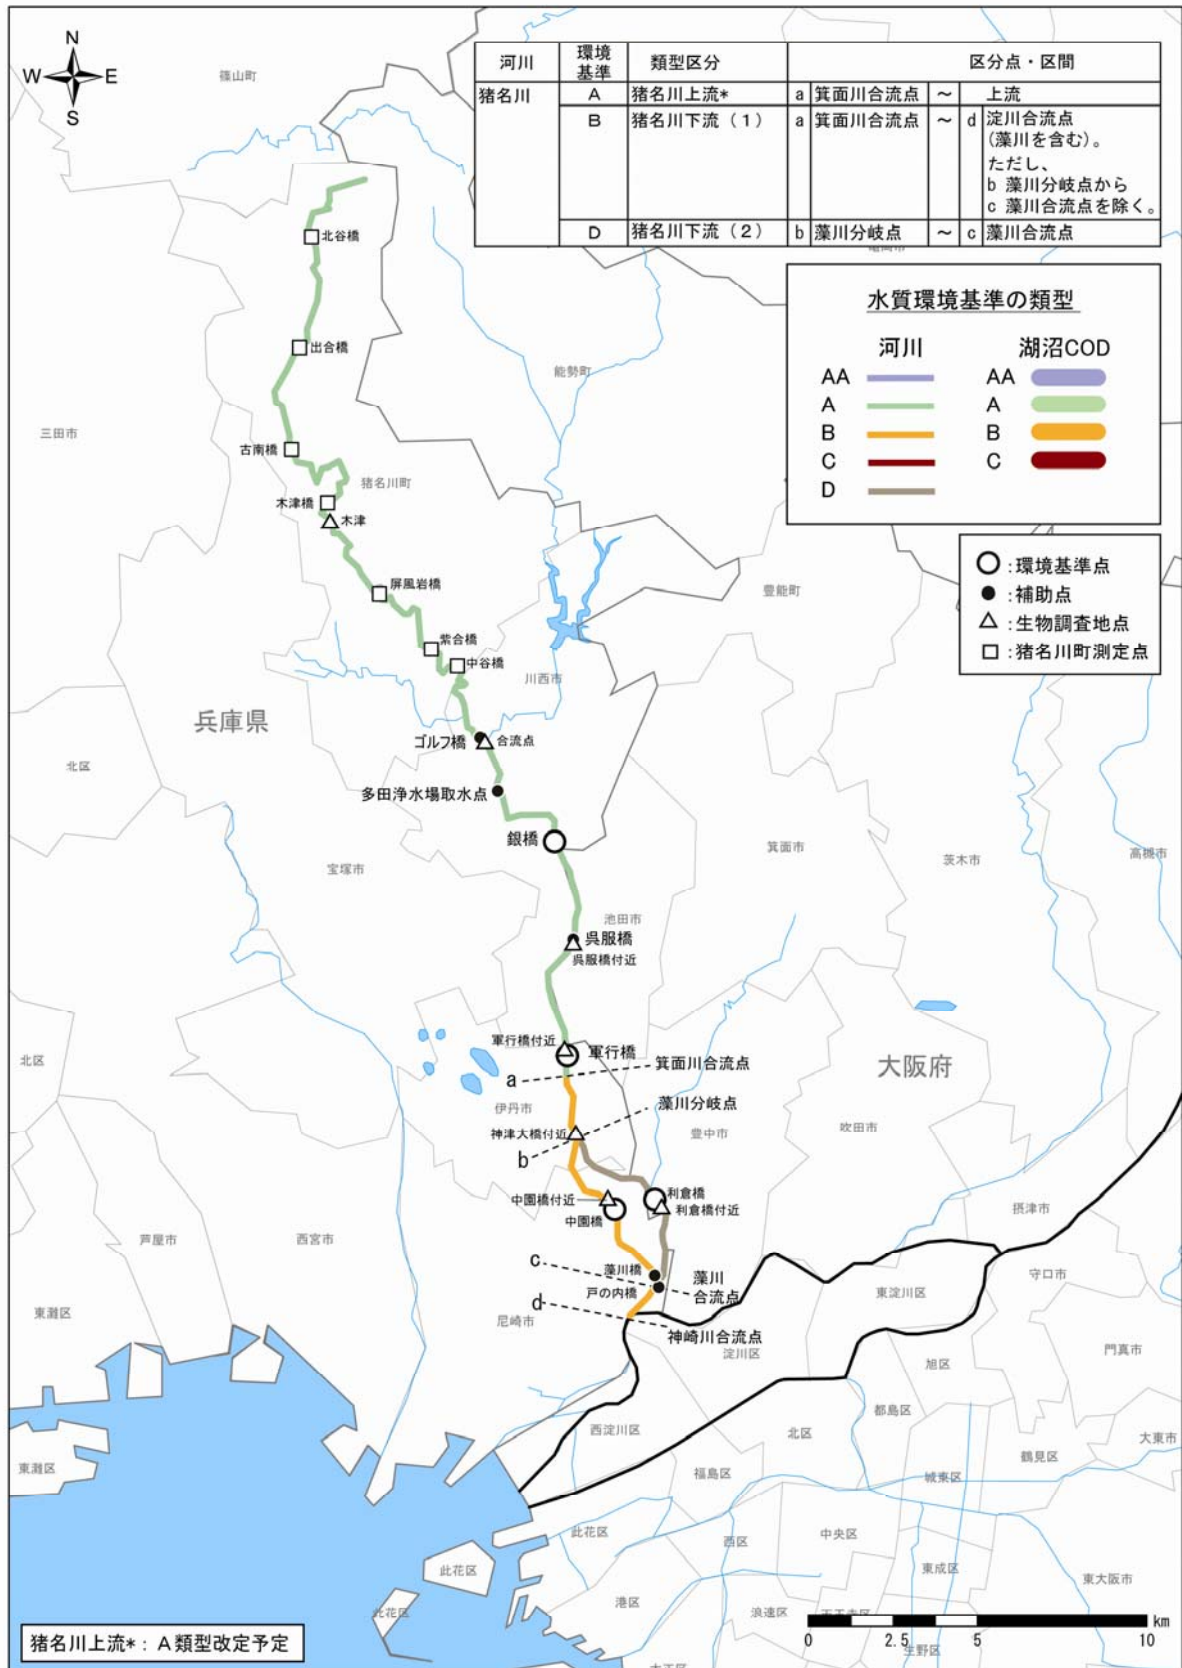 N
W E
S
河川 環境基準 類型区分 区分点・区間
猪名川 A 猪名川上流* a 箕面川合流点 ～ 上流
B 猪名川下流（1） a 箕面川合流点 ～ d 淀川合流点
(藻川を含む)。
ただし、
b 藻川分岐点から
c 藻川合流点を除く。
D 猪名川下流（2） b 藻川分岐点 ～ c 藻川合流点
水質環境基準の類型
河川 湖沼COD
AA AA
A A
B B
C C
D
○ :環境基準点
● :補助点
△ :生物調査地点
□ :猪名川町測定点
篠山町
北谷橋
出合橋
能勢町
三田市
古南橋
猪名川町
木津橋
木津
屏風岩橋
豊能町
紫合橋
中谷橋
川西市
兵庫県
ゴルフ橋
合流点
北区
多田浄水場取水点
銀橋
箕面市
茨木市
高槻市
宝塚市
池田市
呉服橋
呉服橋付近
軍行橋付近
軍行橋
北区
箕面川合流点
大阪府
a
伊丹市
藻川分岐点
神津大橋付近
豊中市
吹田市
b
中園橋付近
利倉橋
中園橋
利倉橋付近
摂津市
芦屋市
西宮市
c
藻川橋
藻川
合流点
守口市
戸の内橋
東淀川区
d
東灘区
尼崎市
神崎川合流点
淀川区
旭区
門真市
都島区
西淀川区
北区
大東市
鶴見区
東灘区
福島区
城東区
此花区
西区
中央区
此花区
東成区
東大阪市
此花区
港区
浪速区
天王寺区
生野区
大正区
km
0 2.5 5 10
猪名川上流*：A類型改定予定